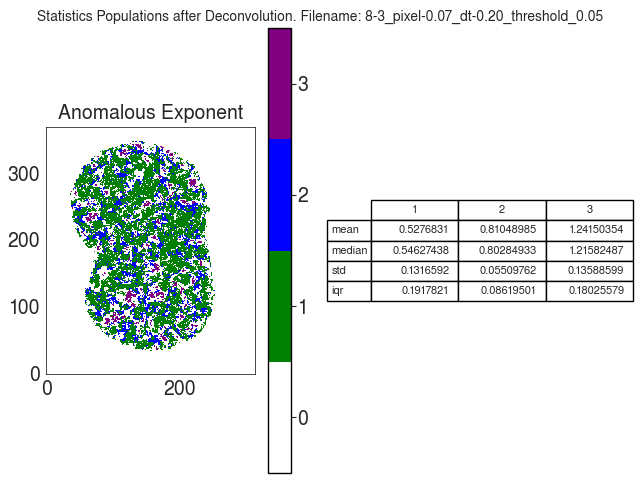 Statistics Populations after Deconvolution. Filename: 8-3_pixel-0.07_dt-0.20_threshold_0.05
Anomalous Exponent
300
200
100
0
0 200
3
2
1
0
1 2 3
mean 0.5276831 0.81048985 1.24150354
median 0.54627438 0.80284933 1.21582487
std 0.1316592 0.05509762 0.13588599
iqr 0.1917821 0.08619501 0.18025579